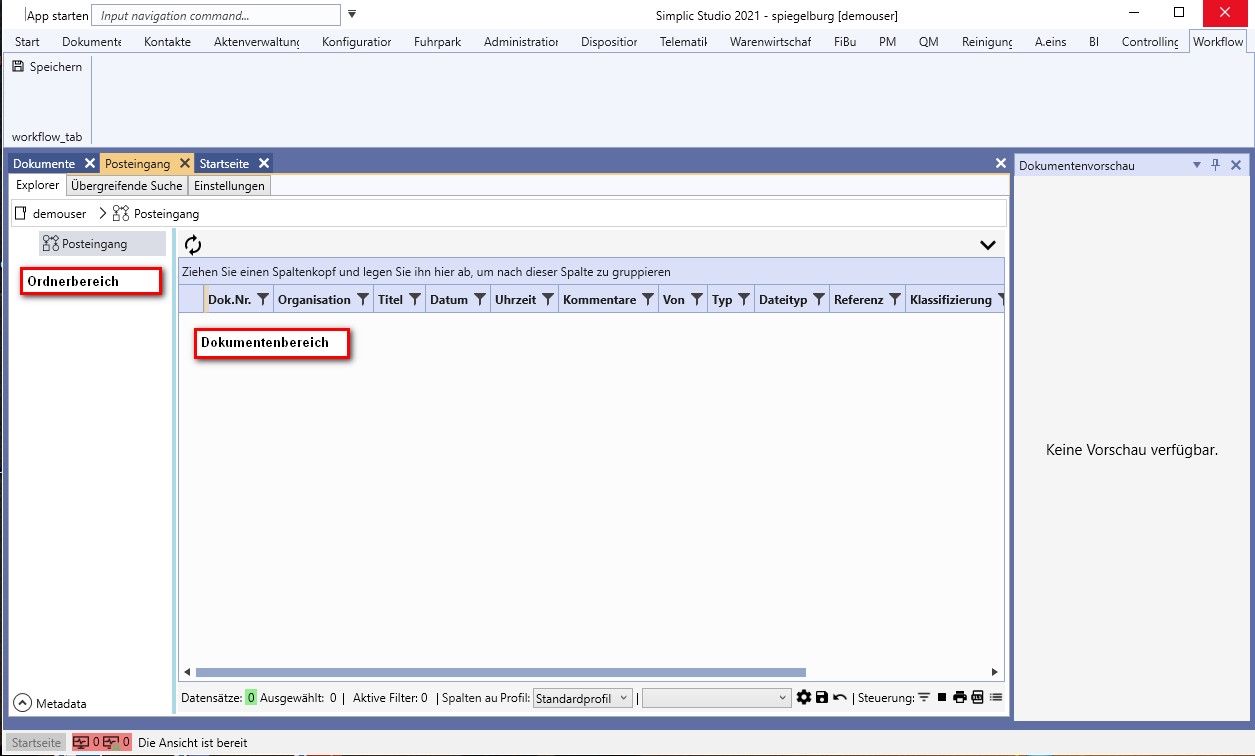 App starten Input navigation command... Simplic Studio 2021 - spiegelburg [demouser]
Start Dokumente Kontakte Aktenverwaltung Konfiguration Fuhrpark Administration Disposition Telematik Warenwirtschaf FiBu PM QM Reinigung A.eins BI Controlling Workflow
Speichern
workflow_tab
Dokumente Posteingang Startseite
Dokumentenvorschau
Explorer Übergreifende Suche Einstellungen
demouser Posteingang
Posteingang
Ziehen Sie einen Spaltenkopf und legen Sie ihn hier ab, um nach dieser Spalte zu gruppieren
Ordnerbereich
Dok.Nr. Organisation Titel Datum Uhrzeit Kommentare Von Typ Dateityp Referenz Klassifizierung
Dokumentenbereich
Keine Vorschau verfügbar.
Datensätze: 0 Ausgewählt: 0 | Aktive Filter: 0 | Spalten au Profil: Standardprofil | | Steuerung:
Metadata
Startseite 0 0 Die Ansicht ist bereit